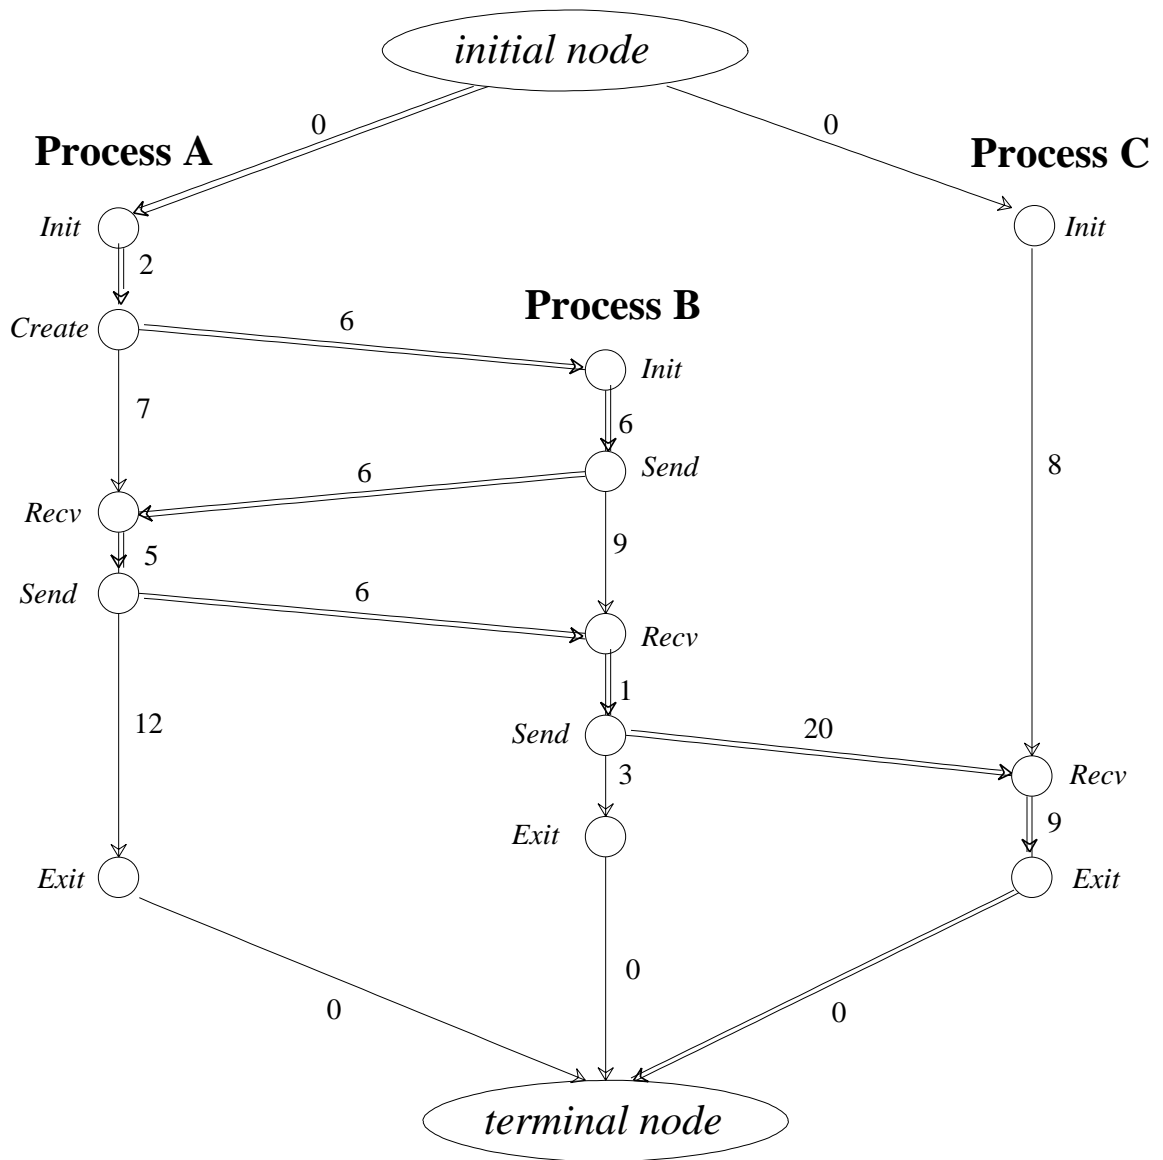 initial node
0
0
Process A
Process C
Init
Init
2
Process B
Create
6
Init
7
6
6
Send
8
Recv
9
5
Send
6
Recv
1
12
Send
20
3
Recv
Exit
9
Exit
Exit
0
0
0
terminal node